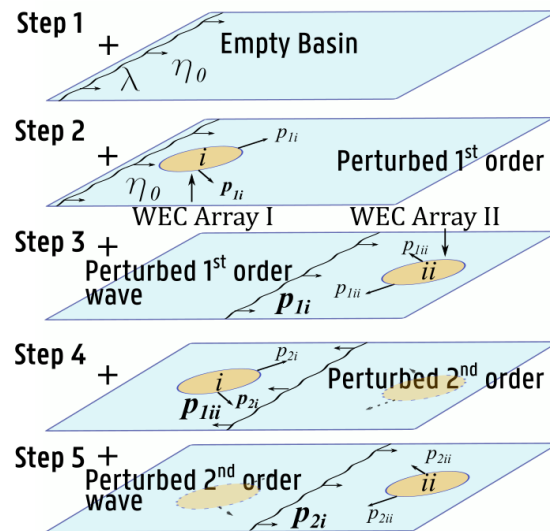 Step 1
+
Empty Basin
λ
η₀
Step 2
+
i
p₁ᵢ
Perturbed 1ˢᵗ order
p₁ᵢ
η₀
WEC Array I
WEC Array II
Step 3
+
Perturbed 1ˢᵗ order
wave
p₁ᵢ
p₁ᵢᵢ
p₁ᵢᵢ
ii
Step 4
+
i
p₂ᵢ
p₂ᵢ
p₁ᵢᵢ
Perturbed 2ⁿᵈ order
Step 5
+
Perturbed 2ⁿᵈ order
wave
p₂ᵢ
p₂ᵢᵢ
ii
p₂ᵢᵢ